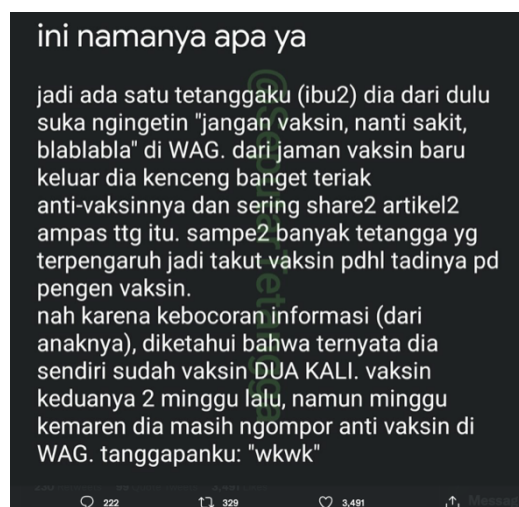 ini namanya apa ya
jadi ada satu tetanggaku (ibu2) dia dari dulu
suka ngingetin "jangan vaksin, nanti sakit,
blablabla" di WAG. dari jaman vaksin baru
keluar dia kenceng banget teriak
anti-vaksinnya dan sering share2 artikel2
ampas ttg itu. sampe2 banyak tetangga yg
terpengaruh jadi takut vaksin pdhl tadinya pd
pengen vaksin.
nah karena kebocoran informasi (dari
anaknya), diketahui bahwa ternyata dia
sendiri sudah vaksin DUA KALI. vaksin
keduanya 2 minggu lalu, namun minggu
kemaren dia masih ngompor anti vaksin di
WAG. tanggapanku: "wkwk"
222 329 3,491